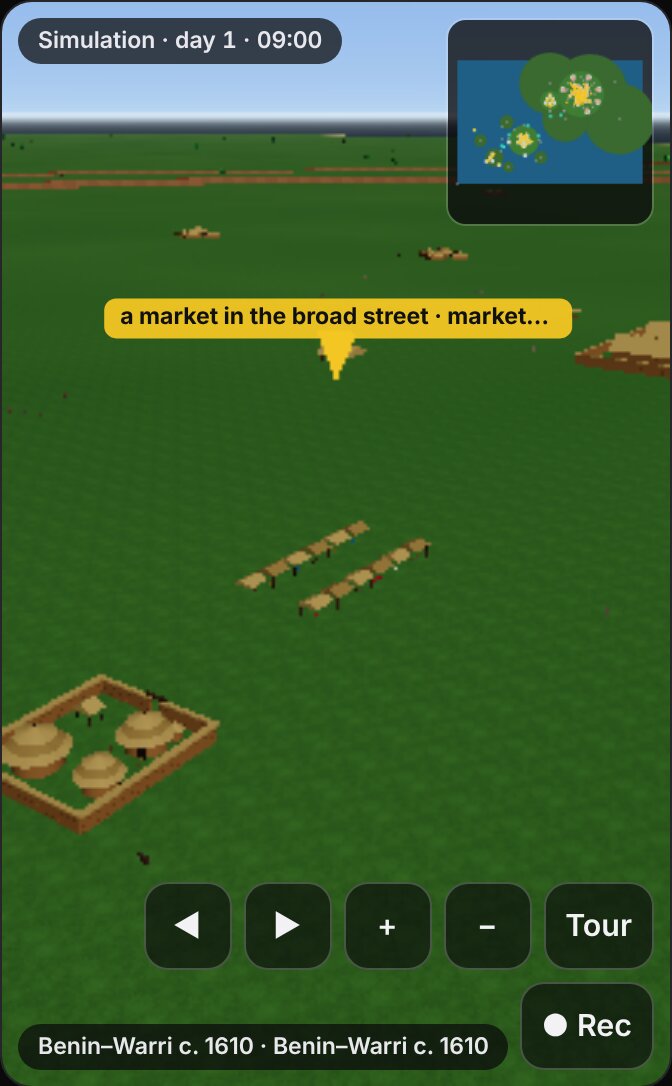 Simulation · day 1 · 09:00
a market in the broad street · market…
◀ ▶ + − Tour
● Rec
Benin–Warri c. 1610 · Benin–Warri c. 1610